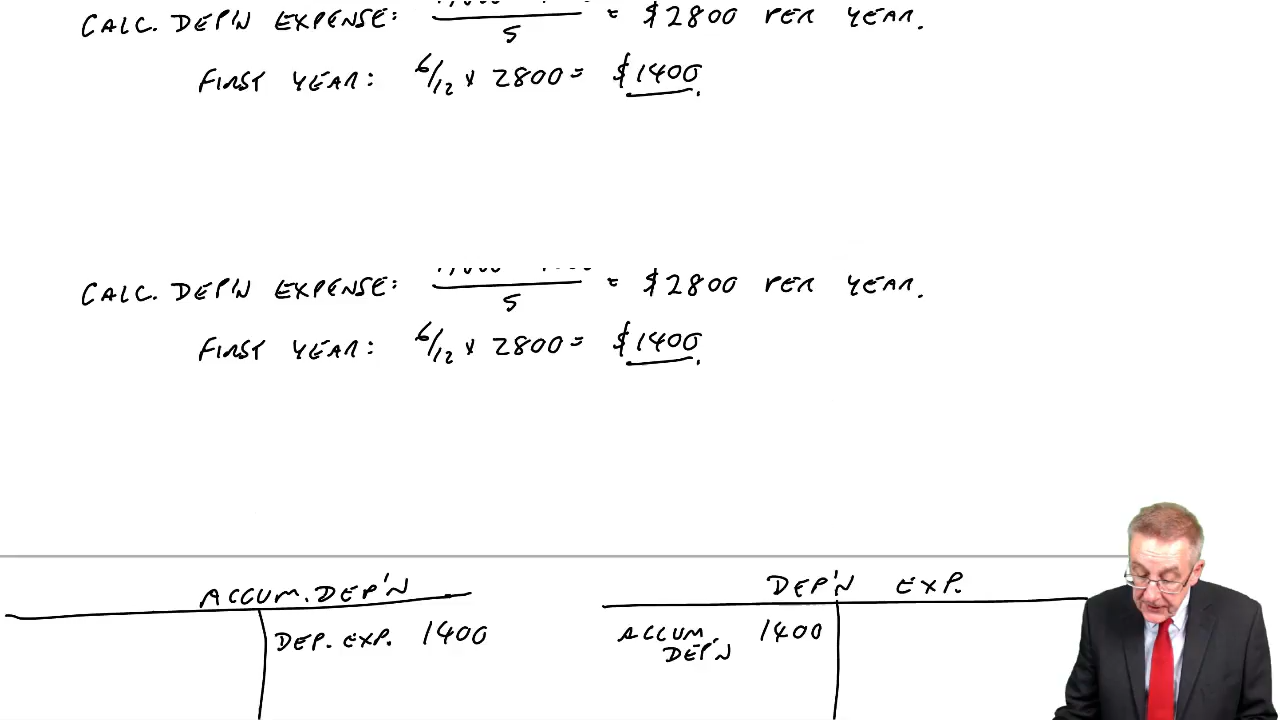 CALC. DEP'N EXPENSE: 5 = $2800 PER YEAR.
FIRST YEAR: 6/12 x 2800 = $1400.
CALC. DEP'N EXPENSE: 5 = $2800 PER YEAR.
FIRST YEAR: 6/12 x 2800 = $1400.
ACCUM. DEP'N
DEP. EXP. 1400
DEP'N EXP.
ACCUM. 1400
DEP'N